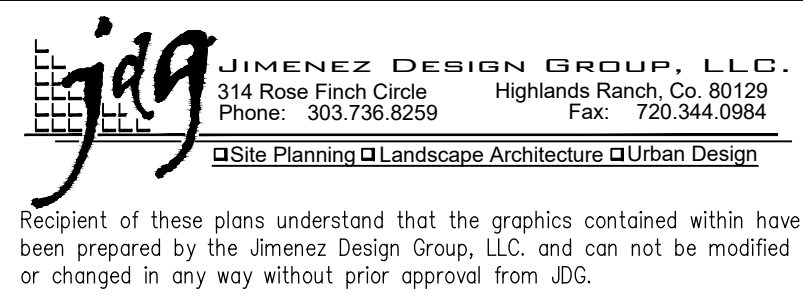 jdg
JIMENEZ DESIGN GROUP, LLC.
314 Rose Finch Circle Highlands Ranch, Co. 80129
Phone: 303.736.8259 Fax: 720.344.0984
Site Planning Landscape Architecture Urban Design
Recipient of these plans understand that the graphics contained within have
been prepared by the Jimenez Design Group, LLC. and can not be modified
or changed in any way without prior approval from JDG.